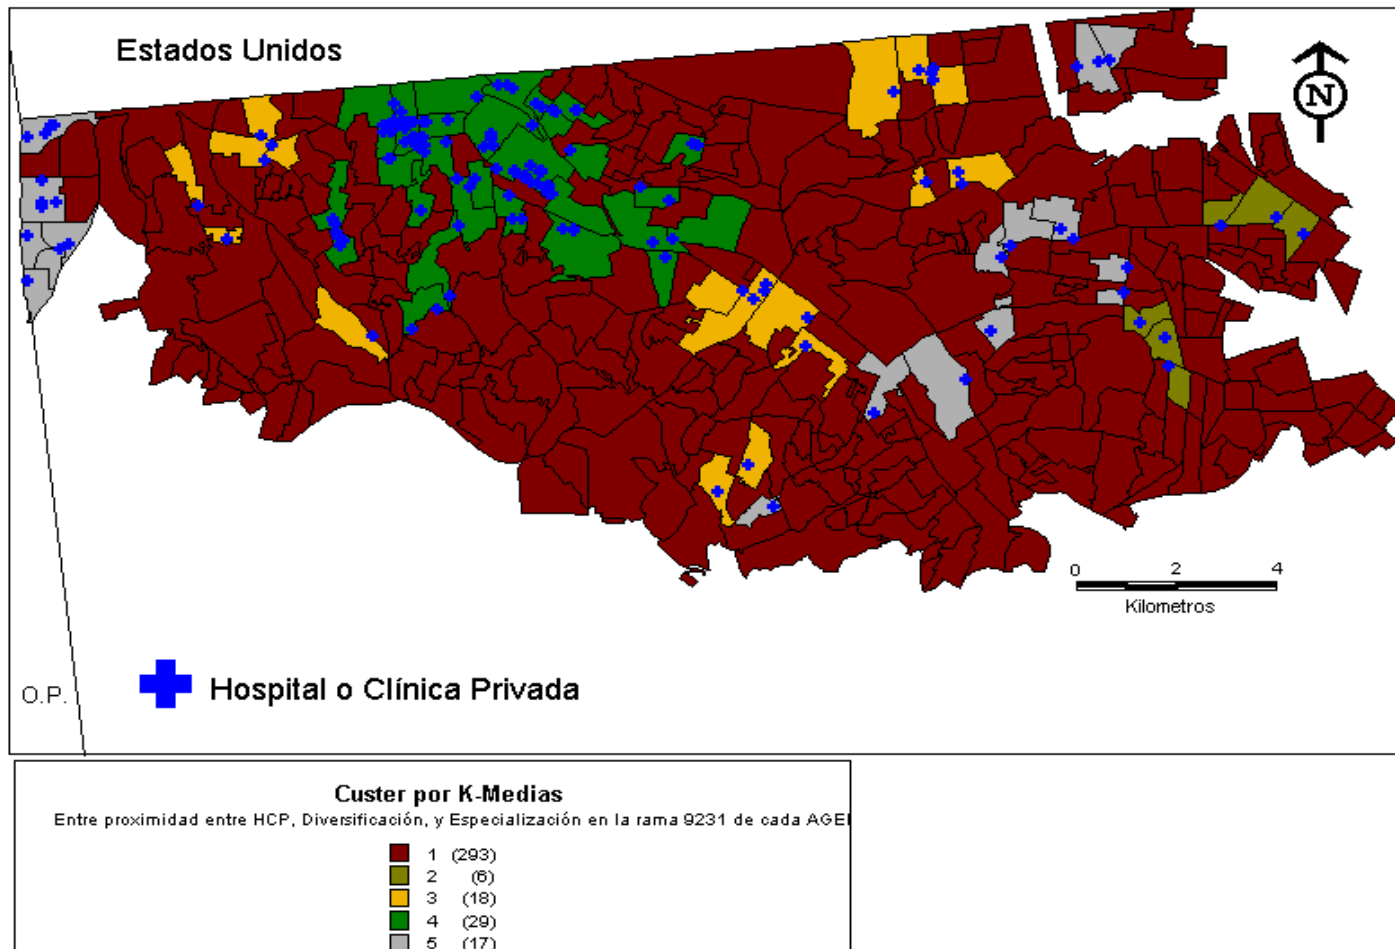 Estados Unidos
N
0 2 4
Kilometros
O.P.
Hospital o Clínica Privada
Custer por K-Medias
Entre proximidad entre HCP, Diversificación, y Especialización en la rama 9231 de cada AGEI
1 (293)
2 (6)
3 (18)
4 (29)
5 (17)